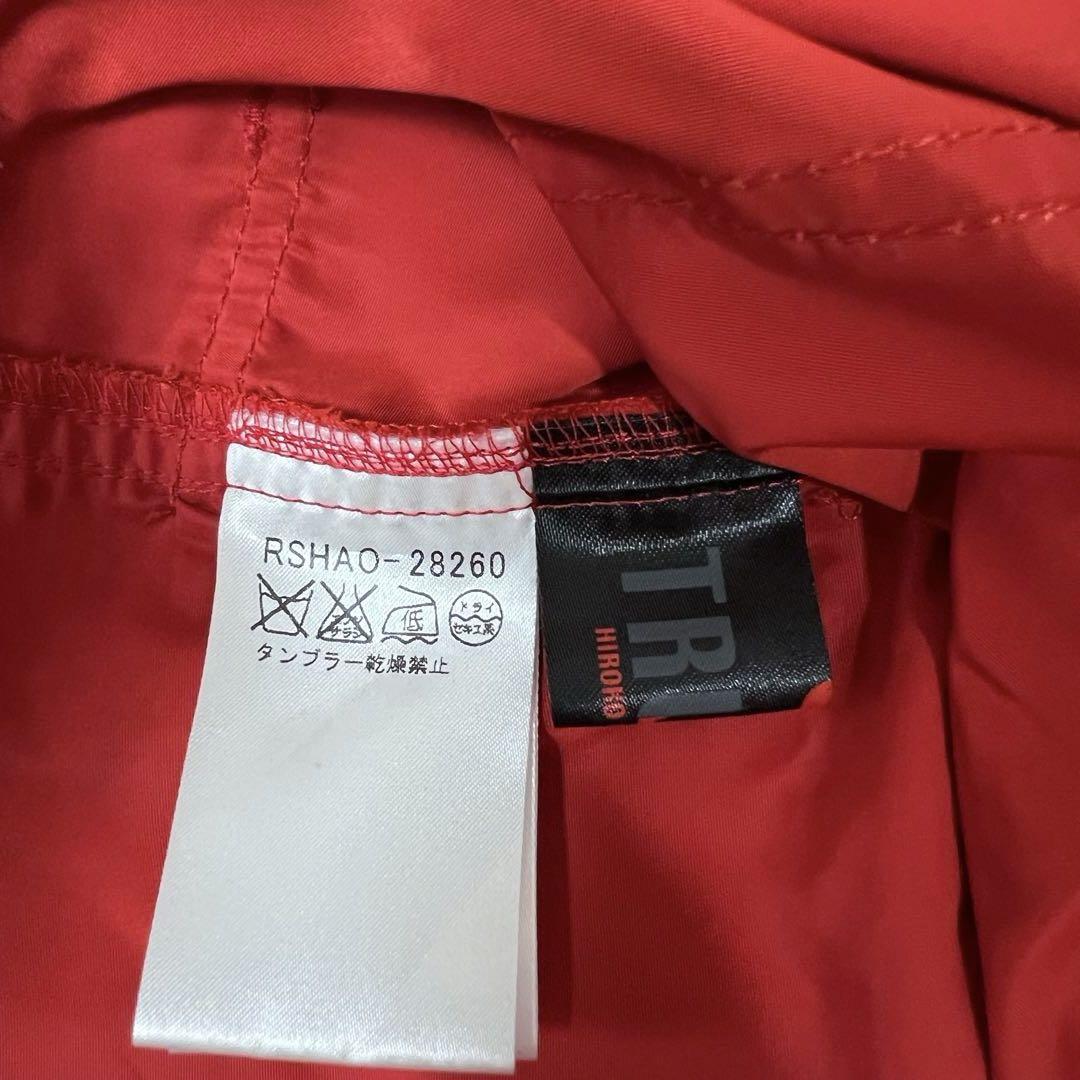 RSHAO-28260
低
ドライ
セキユ系
タンブラー乾燥禁止
TR
HIROKO